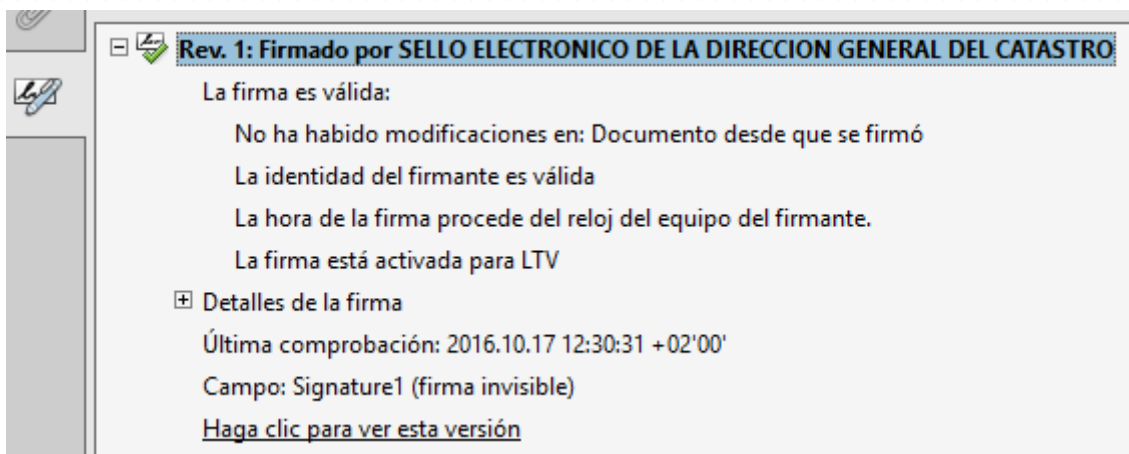 Rev. 1: Firmado por SELLO ELECTRONICO DE LA DIRECCION GENERAL DEL CATASTRO
La firma es válida:
No ha habido modificaciones en: Documento desde que se firmó
La identidad del firmante es válida
La hora de la firma procede del reloj del equipo del firmante.
La firma está activada para LTV
Detalles de la firma
Última comprobación: 2016.10.17 12:30:31 +02'00'
Campo: Signature1 (firma invisible)
Haga clic para ver esta versión